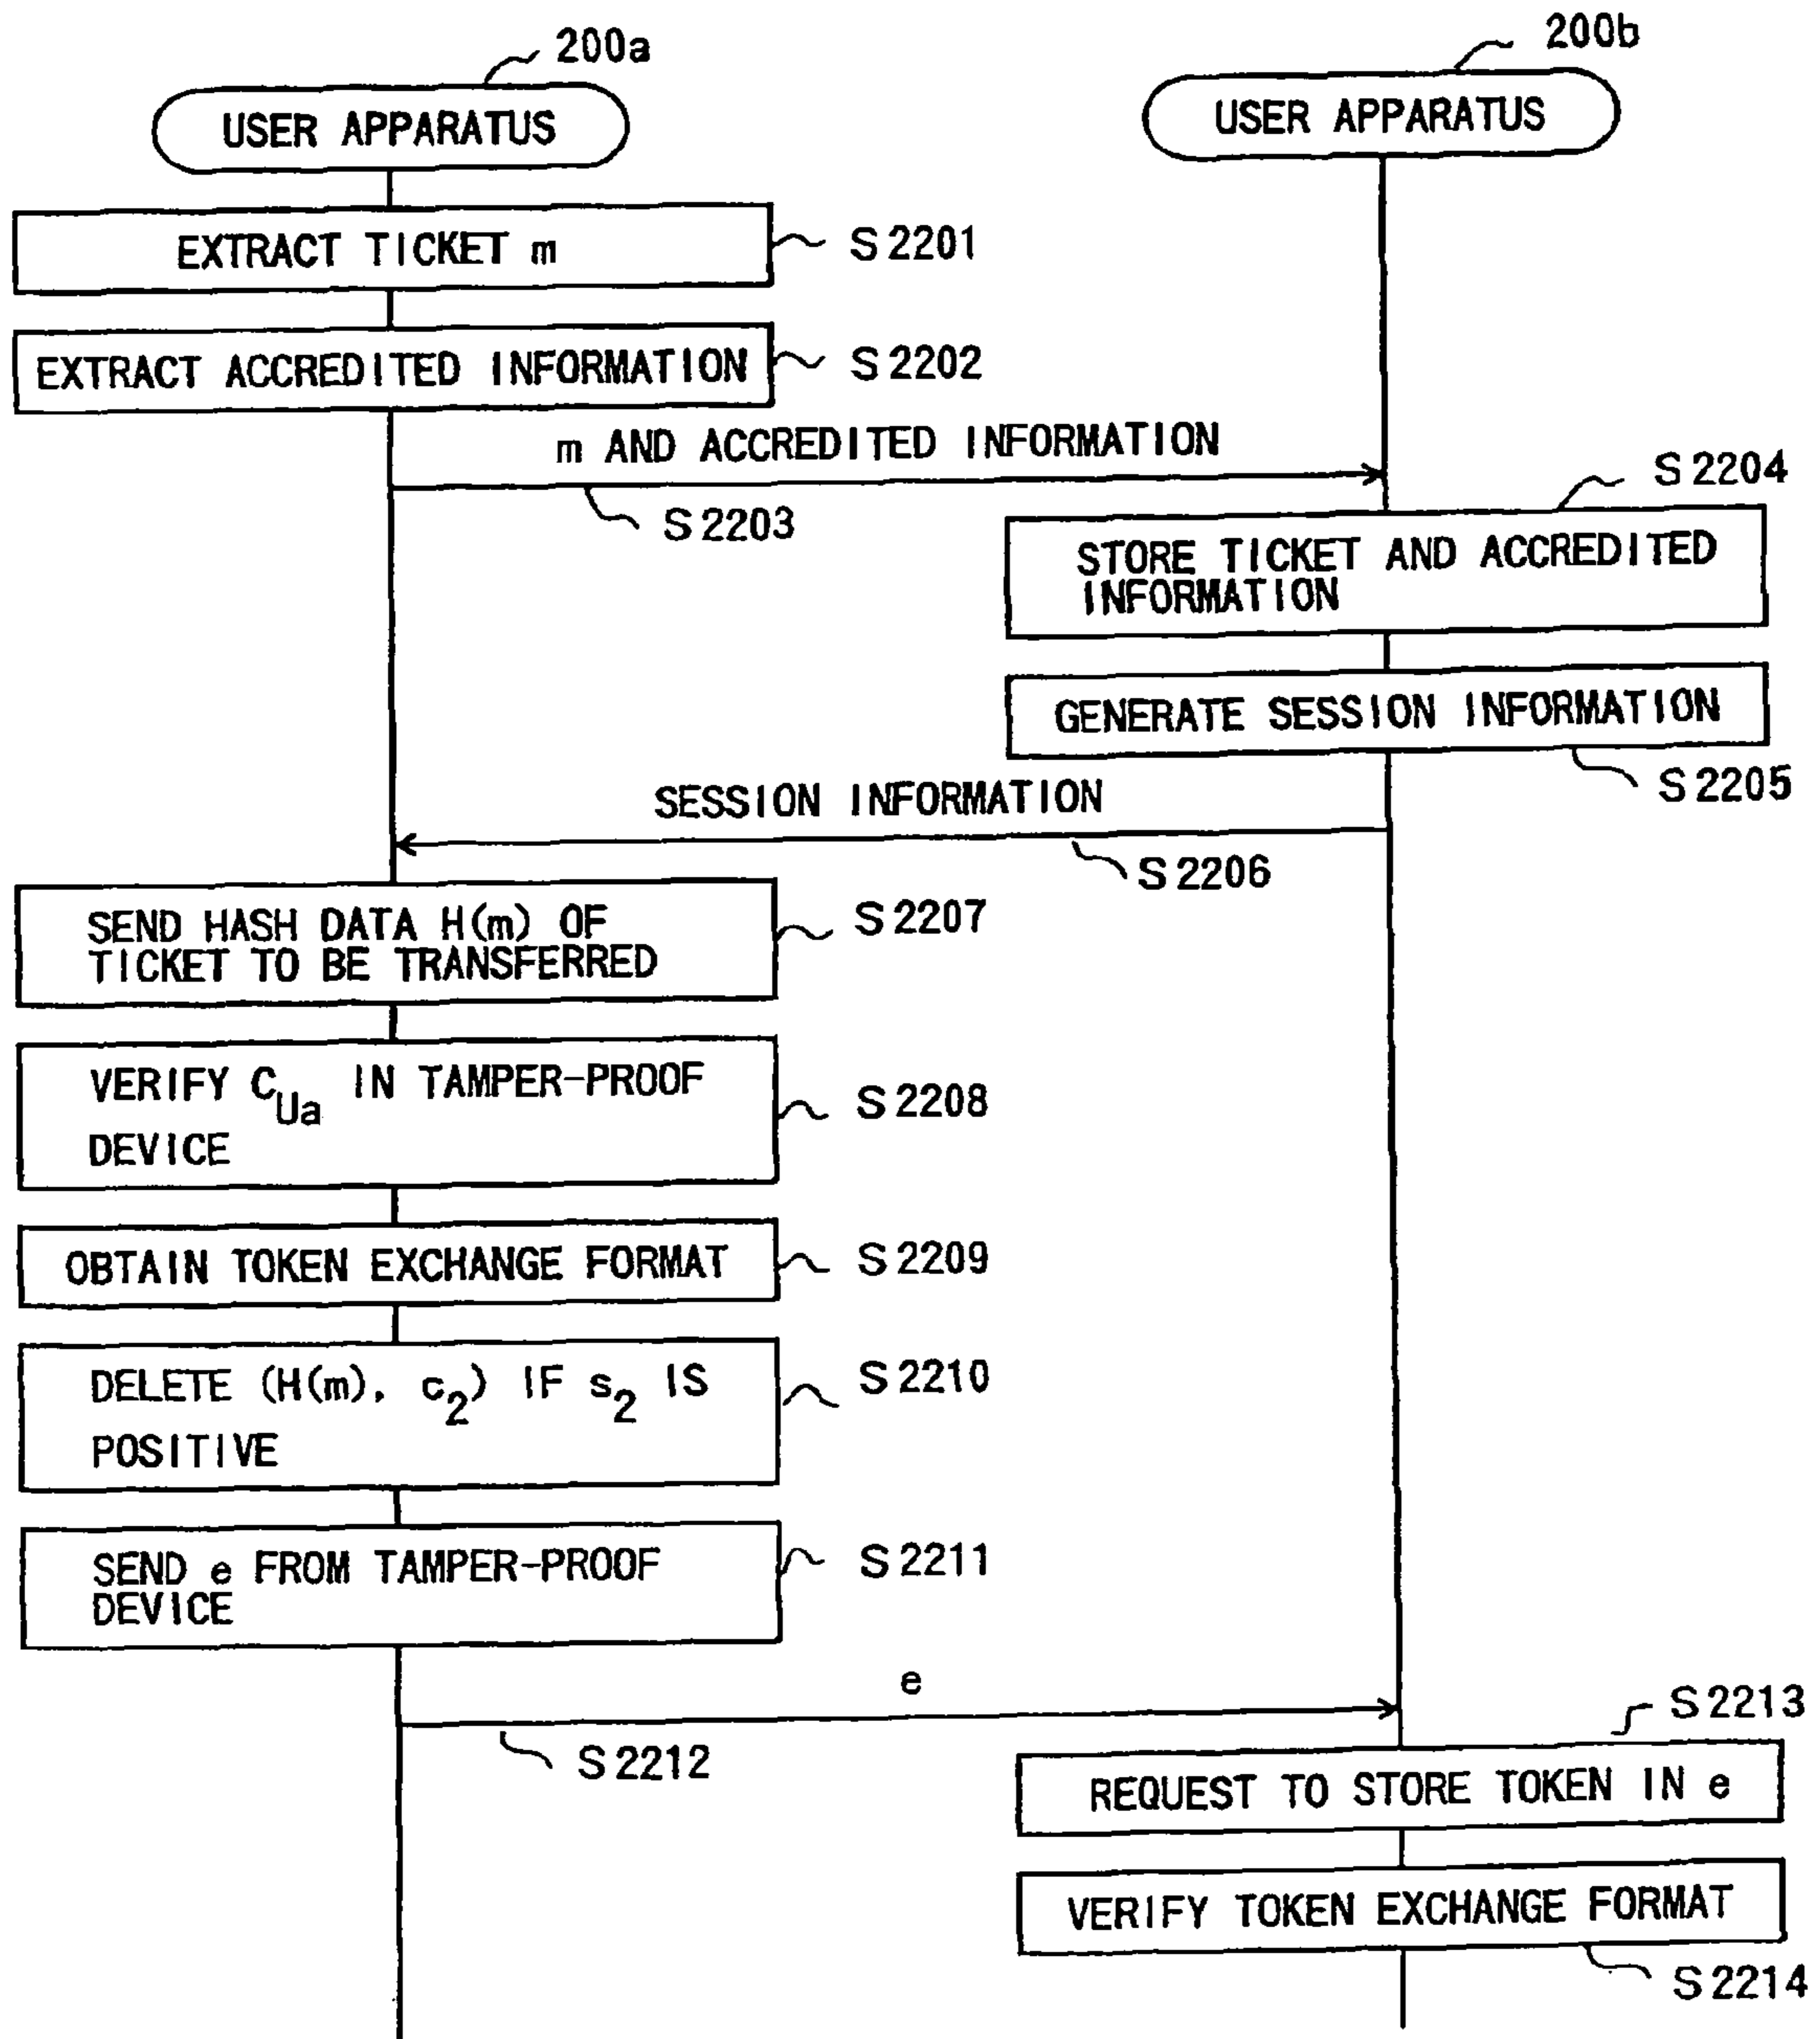 200a
200b
USER APPARATUS
USER APPARATUS
EXTRACT TICKET m
S2201
EXTRACT ACCREDITED INFORMATION
S2202
m AND ACCREDITED INFORMATION
S2203
S2204
STORE TICKET AND ACCREDITED
INFORMATION
GENERATE SESSION INFORMATION
S2205
SESSION INFORMATION
S2206
SEND HASH DATA H(m) OF
TICKET TO BE TRANSFERRED
S2207
VERIFY C_Ua IN TAMPER-PROOF
DEVICE
S2208
OBTAIN TOKEN EXCHANGE FORMAT
S2209
DELETE (H(m), c_2) IF s_2 IS
POSITIVE
S2210
SEND e FROM TAMPER-PROOF
DEVICE
S2211
e
S2212
S2213
REQUEST TO STORE TOKEN IN e
VERIFY TOKEN EXCHANGE FORMAT
S2214